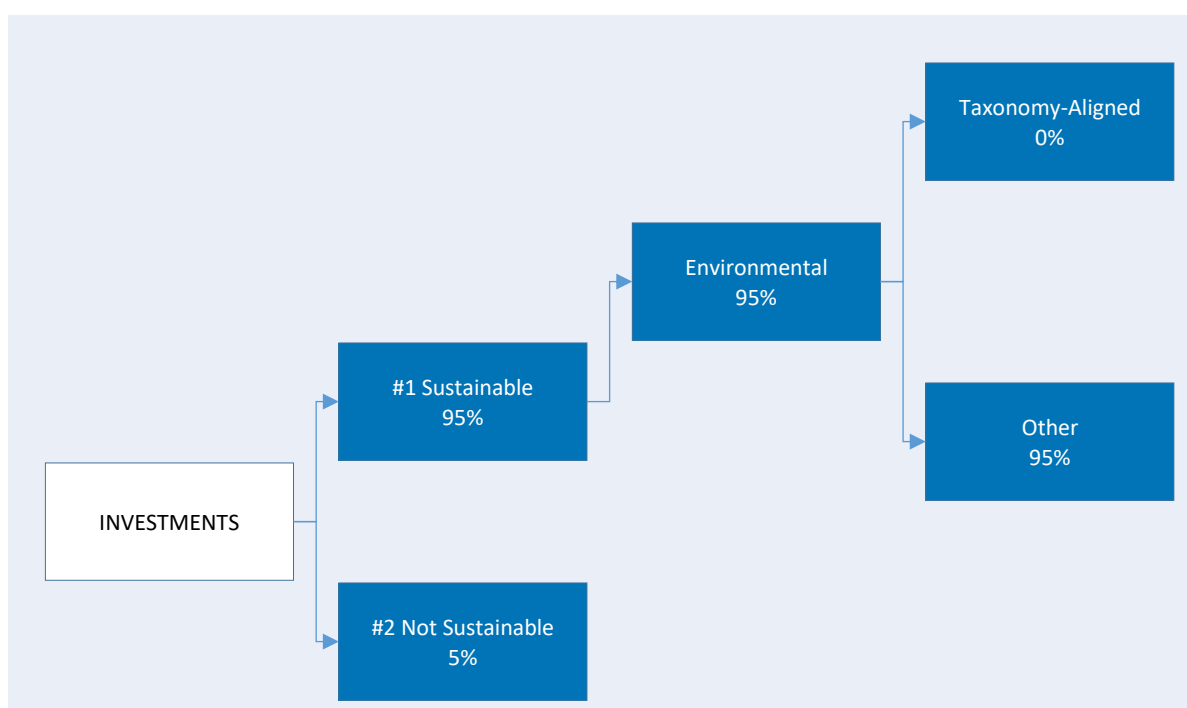 Taxonomy-Aligned
0%
Environmental
95%
#1 Sustainable
95%
Other
95%
INVESTMENTS
#2 Not Sustainable
5%